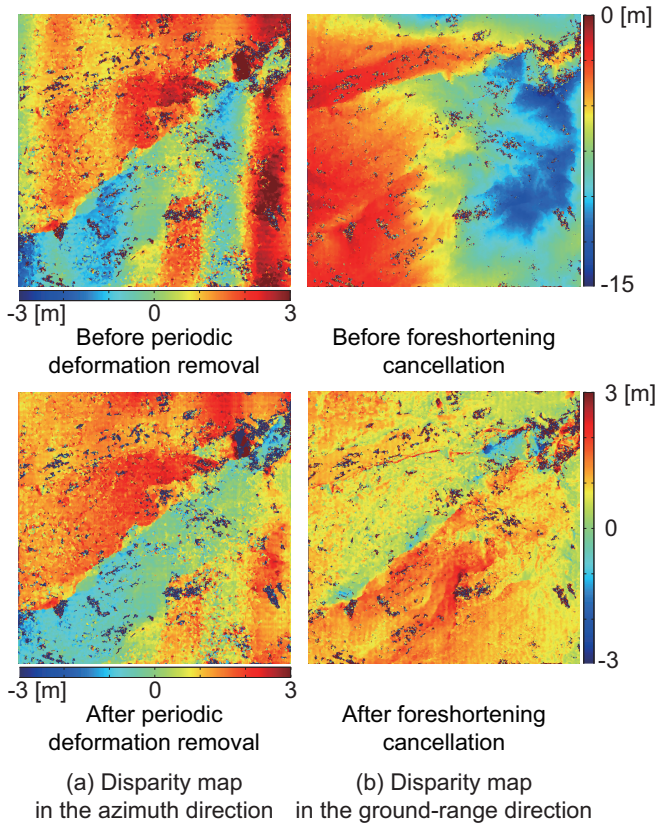 0 [m]
-15
-3 [m] 0 3
Before periodic
deformation removal
Before foreshortening
cancellation
3 [m]
0
-3
-3 [m] 0 3
After periodic
deformation removal
After foreshortening
cancellation
(a) Disparity map
in the azimuth direction
(b) Disparity map
in the ground-range direction